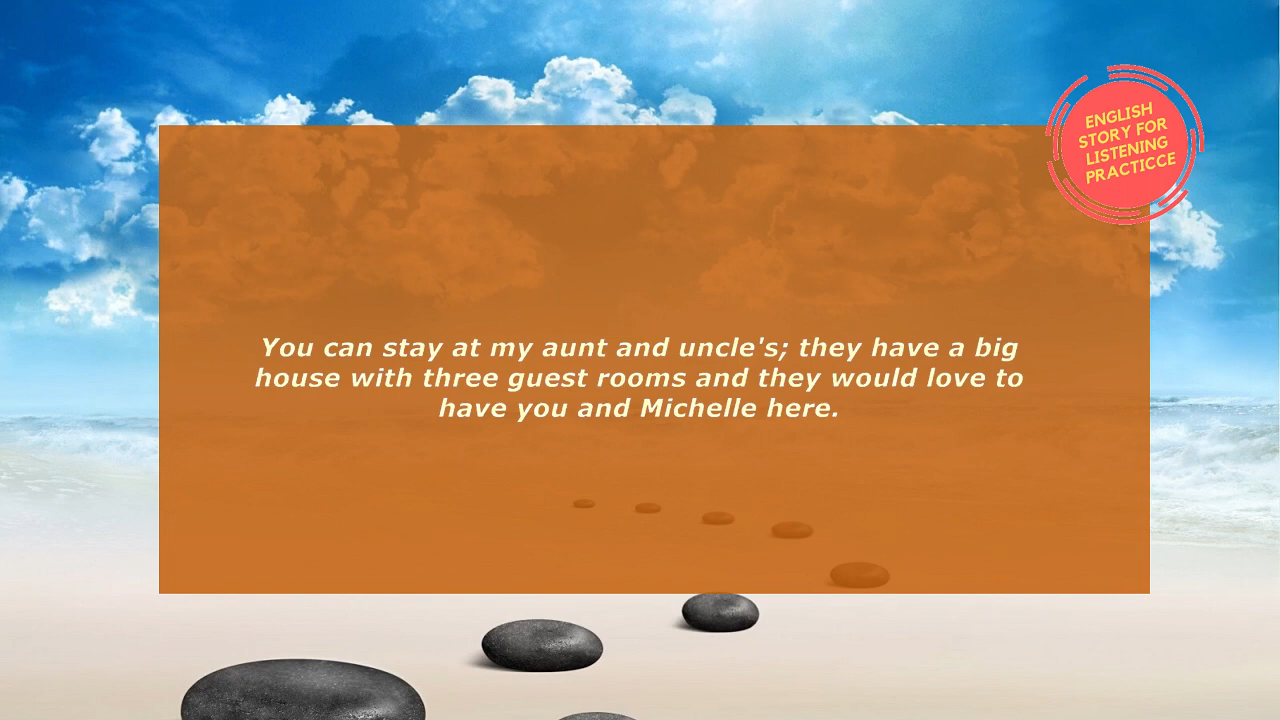 ENGLISH
STORY FOR
LISTENING
PRACTICCE
You can stay at my aunt and uncle's; they have a big
house with three guest rooms and they would love to
have you and Michelle here.